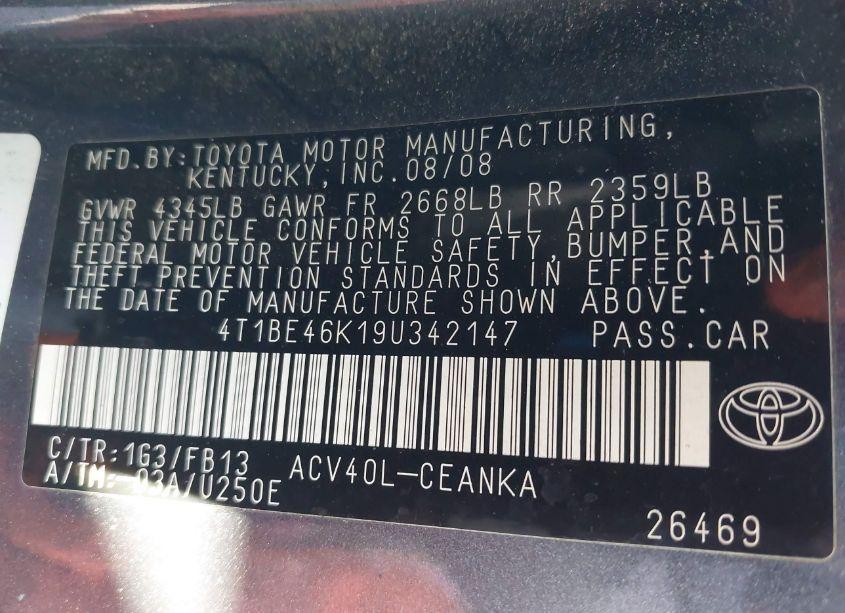 MFD.BY:TOYOTA MOTOR MANUFACTURING,
KENTUCKY,INC.08/08
GVWR 4345LB GAWR FR 2668LB RR 2359LB
THIS VEHICLE CONFORMS TO ALL APPLICABLE
FEDERAL MOTOR VEHICLE SAFETY,BUMPER,AND
THEFT PREVENTION STANDARDS IN EFFECT ON
THE DATE OF MANUFACTURE SHOWN ABOVE.
4T1BE46K19U342147 PASS.CAR
C/TR:1G3/FB13 ACV40L-CEANKA
A/TM:-03A/U250E
26469